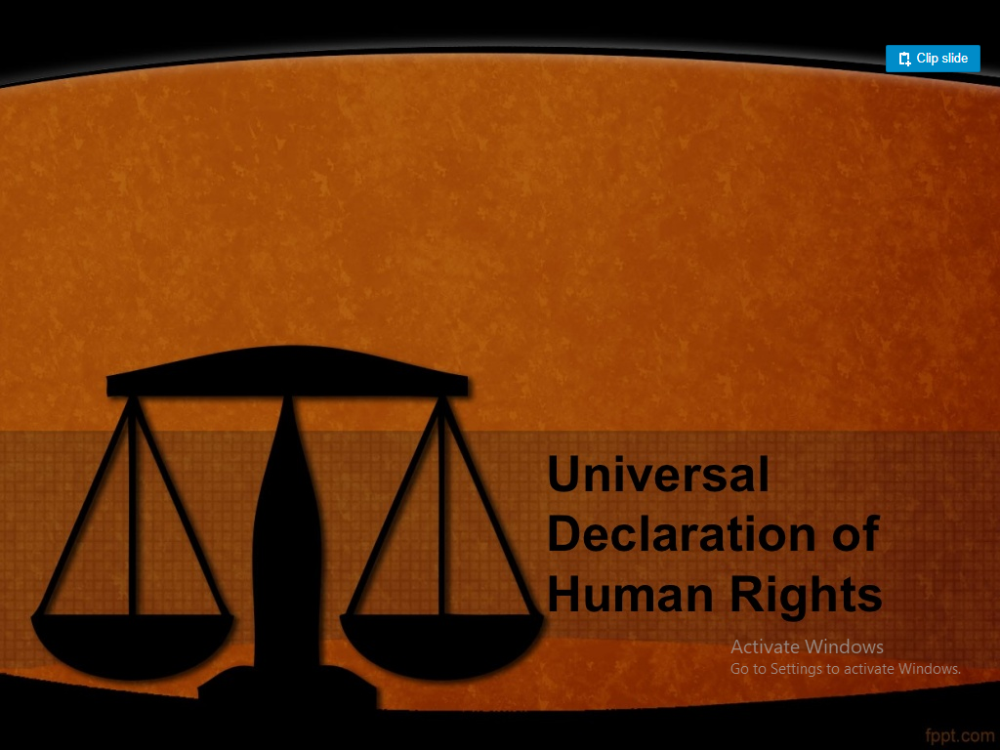 Clip slide
Universal
Declaration of
Human Rights
Activate Windows
Go to Settings to activate Windows.
fppt.com